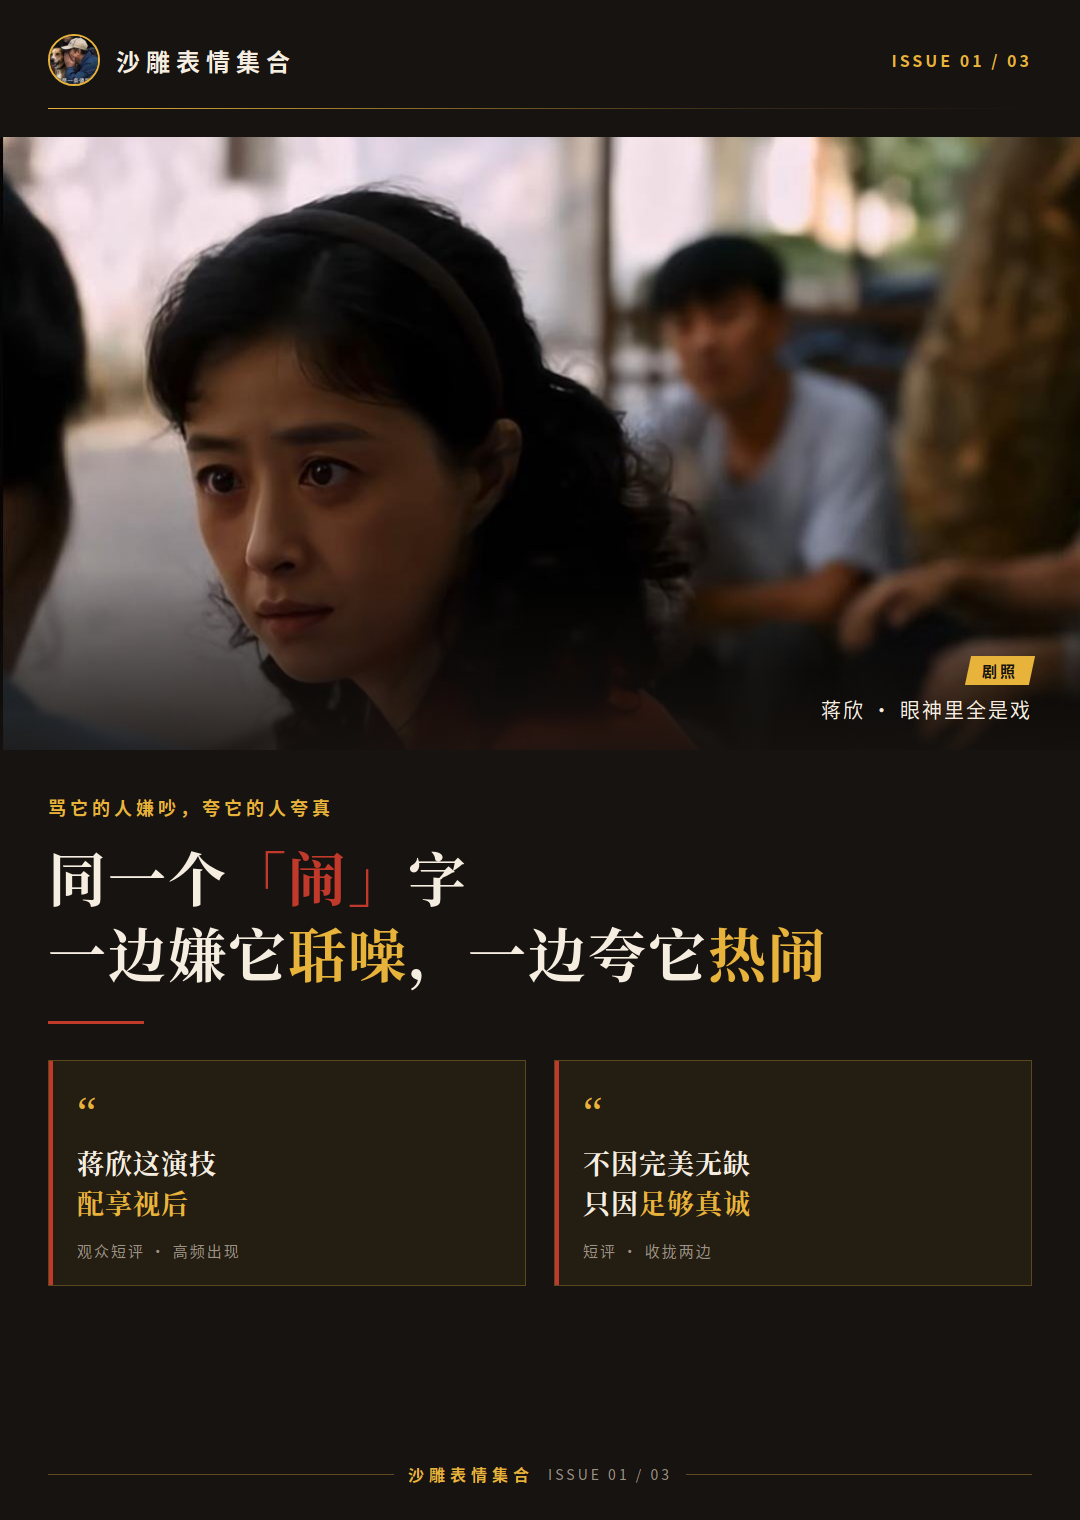 沙雕表情集合
ISSUE 01 / 03
剧照
蒋欣 · 眼神里全是戏
骂它的人嫌吵，夸它的人夸真
同一个「闹」字
一边嫌它聒噪，一边夸它热闹
“
蒋欣这演技
配享视后
观众短评 · 高频出现
“
不因完美无缺
只因足够真诚
短评 · 收拢两边
沙雕表情集合 ISSUE 01 / 03